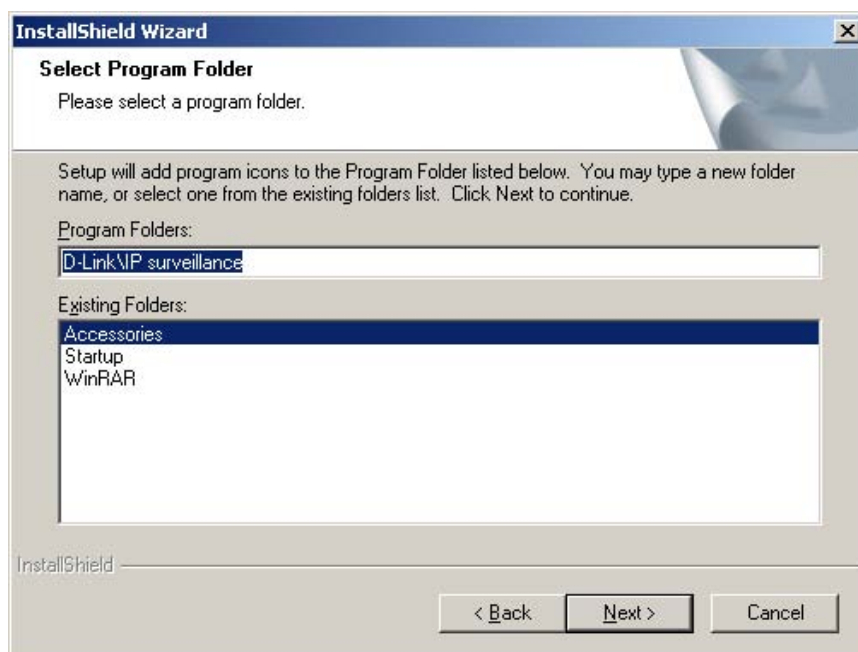 InstallShield Wizard
Select Program Folder
Please select a program folder.
Setup will add program icons to the Program Folder listed below. You may type a new folder
name, or select one from the existing folders list. Click Next to continue.
Program Folders:
D-Link\IP surveillance
Existing Folders:
Accessories
Startup
WinRAR
InstallShield
< Back Next > Cancel